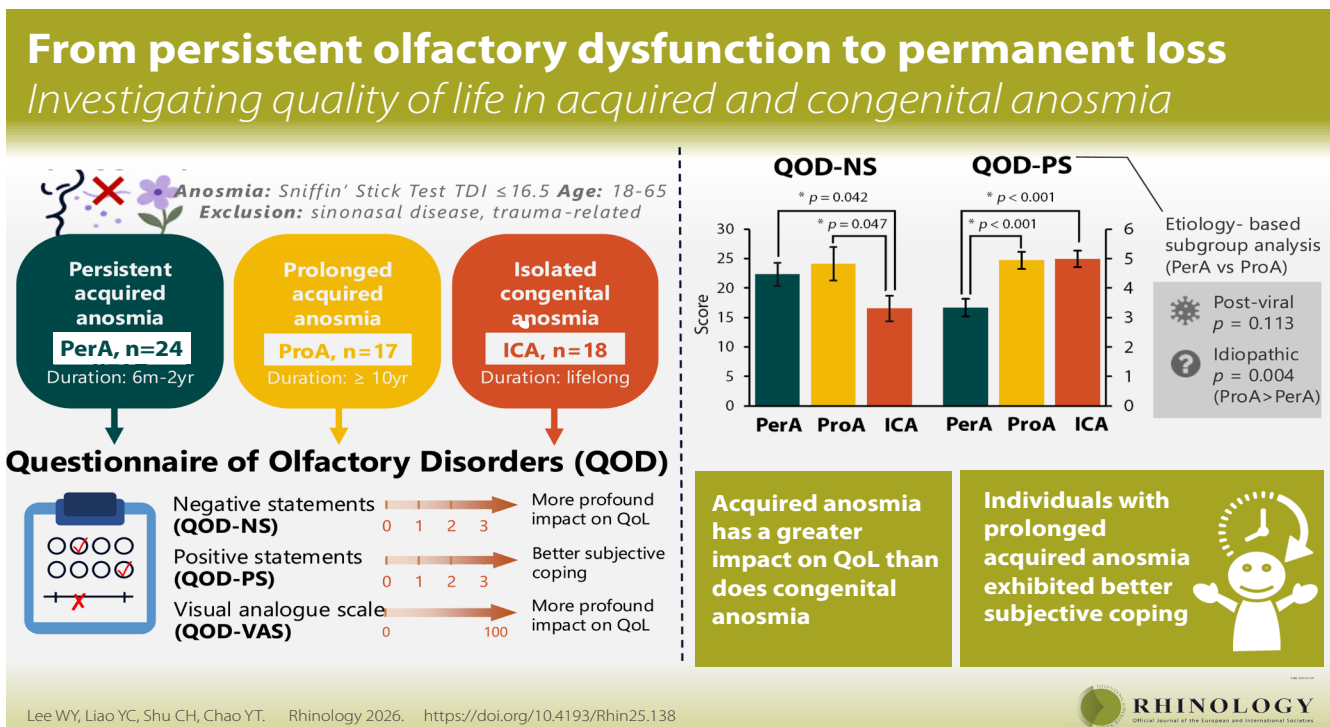 From persistent olfactory dysfunction to permanent loss
Investigating quality of life in acquired and congenital anosmia
Anosmia: Sniffin’ Stick Test TDI ≤16.5 Age: 18-65
Exclusion: sinonasal disease, trauma-related
Persistent
acquired
anosmia
PerA, n=24
Duration: 6m-2yr
Prolonged
acquired
anosmia
ProA, n=17
Duration: ≥ 10yr
Isolated
congenital
anosmia
ICA, n=18
Duration: lifelong
Questionnaire of Olfactory Disorders (QOD)
Negative statements
(QOD-NS)
0 1 2 3
More profound
impact on QoL
Positive statements
(QOD-PS)
0 1 2 3
Better subjective
coping
Visual analogue scale
(QOD-VAS)
0 100
More profound
impact on QoL
QOD-NS
QOD-PS
* p = 0.042
* p = 0.047
* p < 0.001
* p < 0.001
Score
30
25
20
15
10
5
0
6
5
4
3
2
1
0
PerA ProA ICA
PerA ProA ICA
Etiology- based
subgroup analysis
(PerA vs ProA)
Post-viral
p = 0.113
?
Idiopathic
p = 0.004
(ProA>PerA)
Acquired anosmia
has a greater
impact on QoL than
does congenital
anosmia
Individuals with
prolonged
acquired anosmia
exhibited better
subjective coping
Lee WY, Liao YC, Shu CH, Chao YT. Rhinology 2026. https://doi.org/10.4193/Rhin25.138
RHINOLOGY
Official Journal of the European and International Societies